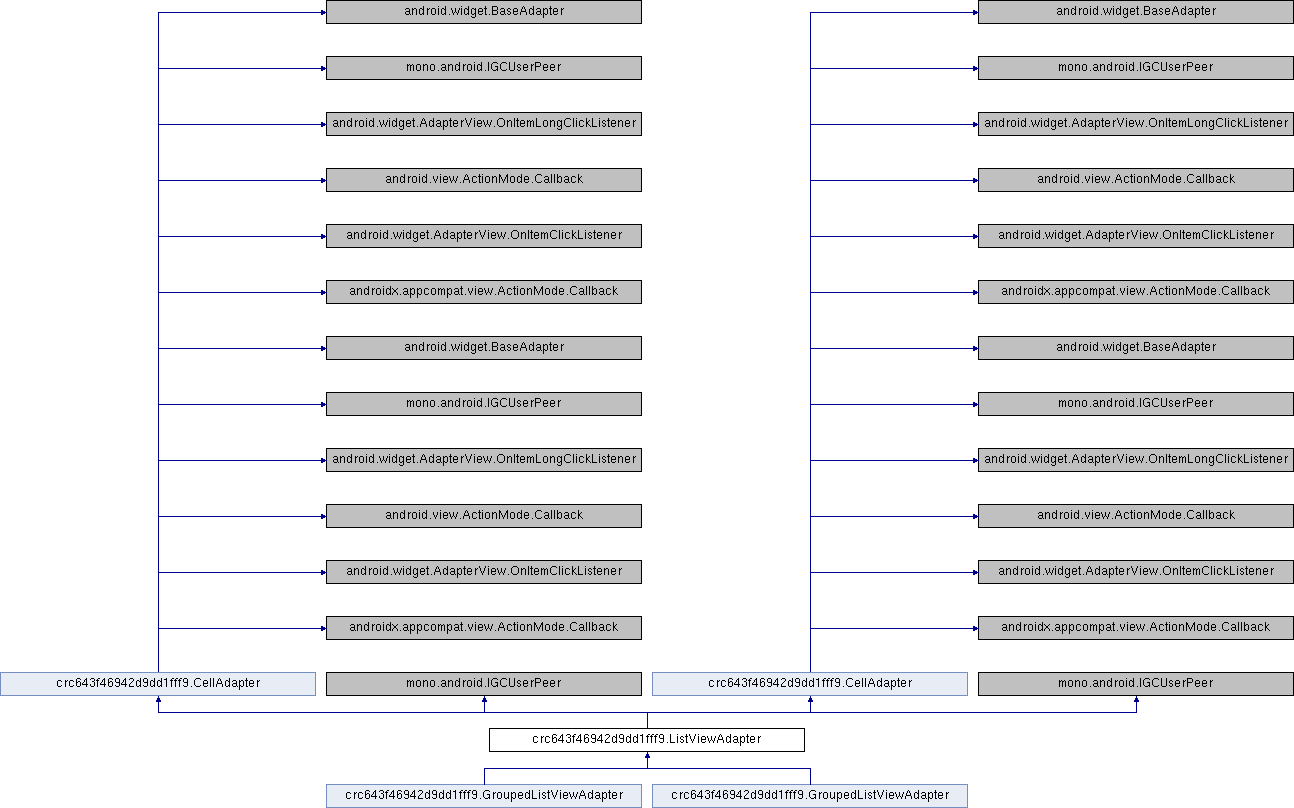 android.widget.BaseAdapter android.widget.BaseAdapter
mono.android.IGCUserPeer mono.android.IGCUserPeer
android.widget.AdapterView.OnItemLongClickListener android.widget.AdapterView.OnItemLongClickListener
android.view.ActionMode.Callback android.view.ActionMode.Callback
android.widget.AdapterView.OnItemClickListener android.widget.AdapterView.OnItemClickListener
androidx.appcompat.view.ActionMode.Callback androidx.appcompat.view.ActionMode.Callback
android.widget.BaseAdapter android.widget.BaseAdapter
mono.android.IGCUserPeer mono.android.IGCUserPeer
android.widget.AdapterView.OnItemLongClickListener android.widget.AdapterView.OnItemLongClickListener
android.view.ActionMode.Callback android.view.ActionMode.Callback
android.widget.AdapterView.OnItemClickListener android.widget.AdapterView.OnItemClickListener
androidx.appcompat.view.ActionMode.Callback androidx.appcompat.view.ActionMode.Callback
crc643f46942d9dd1fff9.CellAdapter mono.android.IGCUserPeer crc643f46942d9dd1fff9.CellAdapter mono.android.IGCUserPeer
crc643f46942d9dd1fff9.ListViewAdapter
crc643f46942d9dd1fff9.GroupedListViewAdapter crc643f46942d9dd1fff9.GroupedListViewAdapter